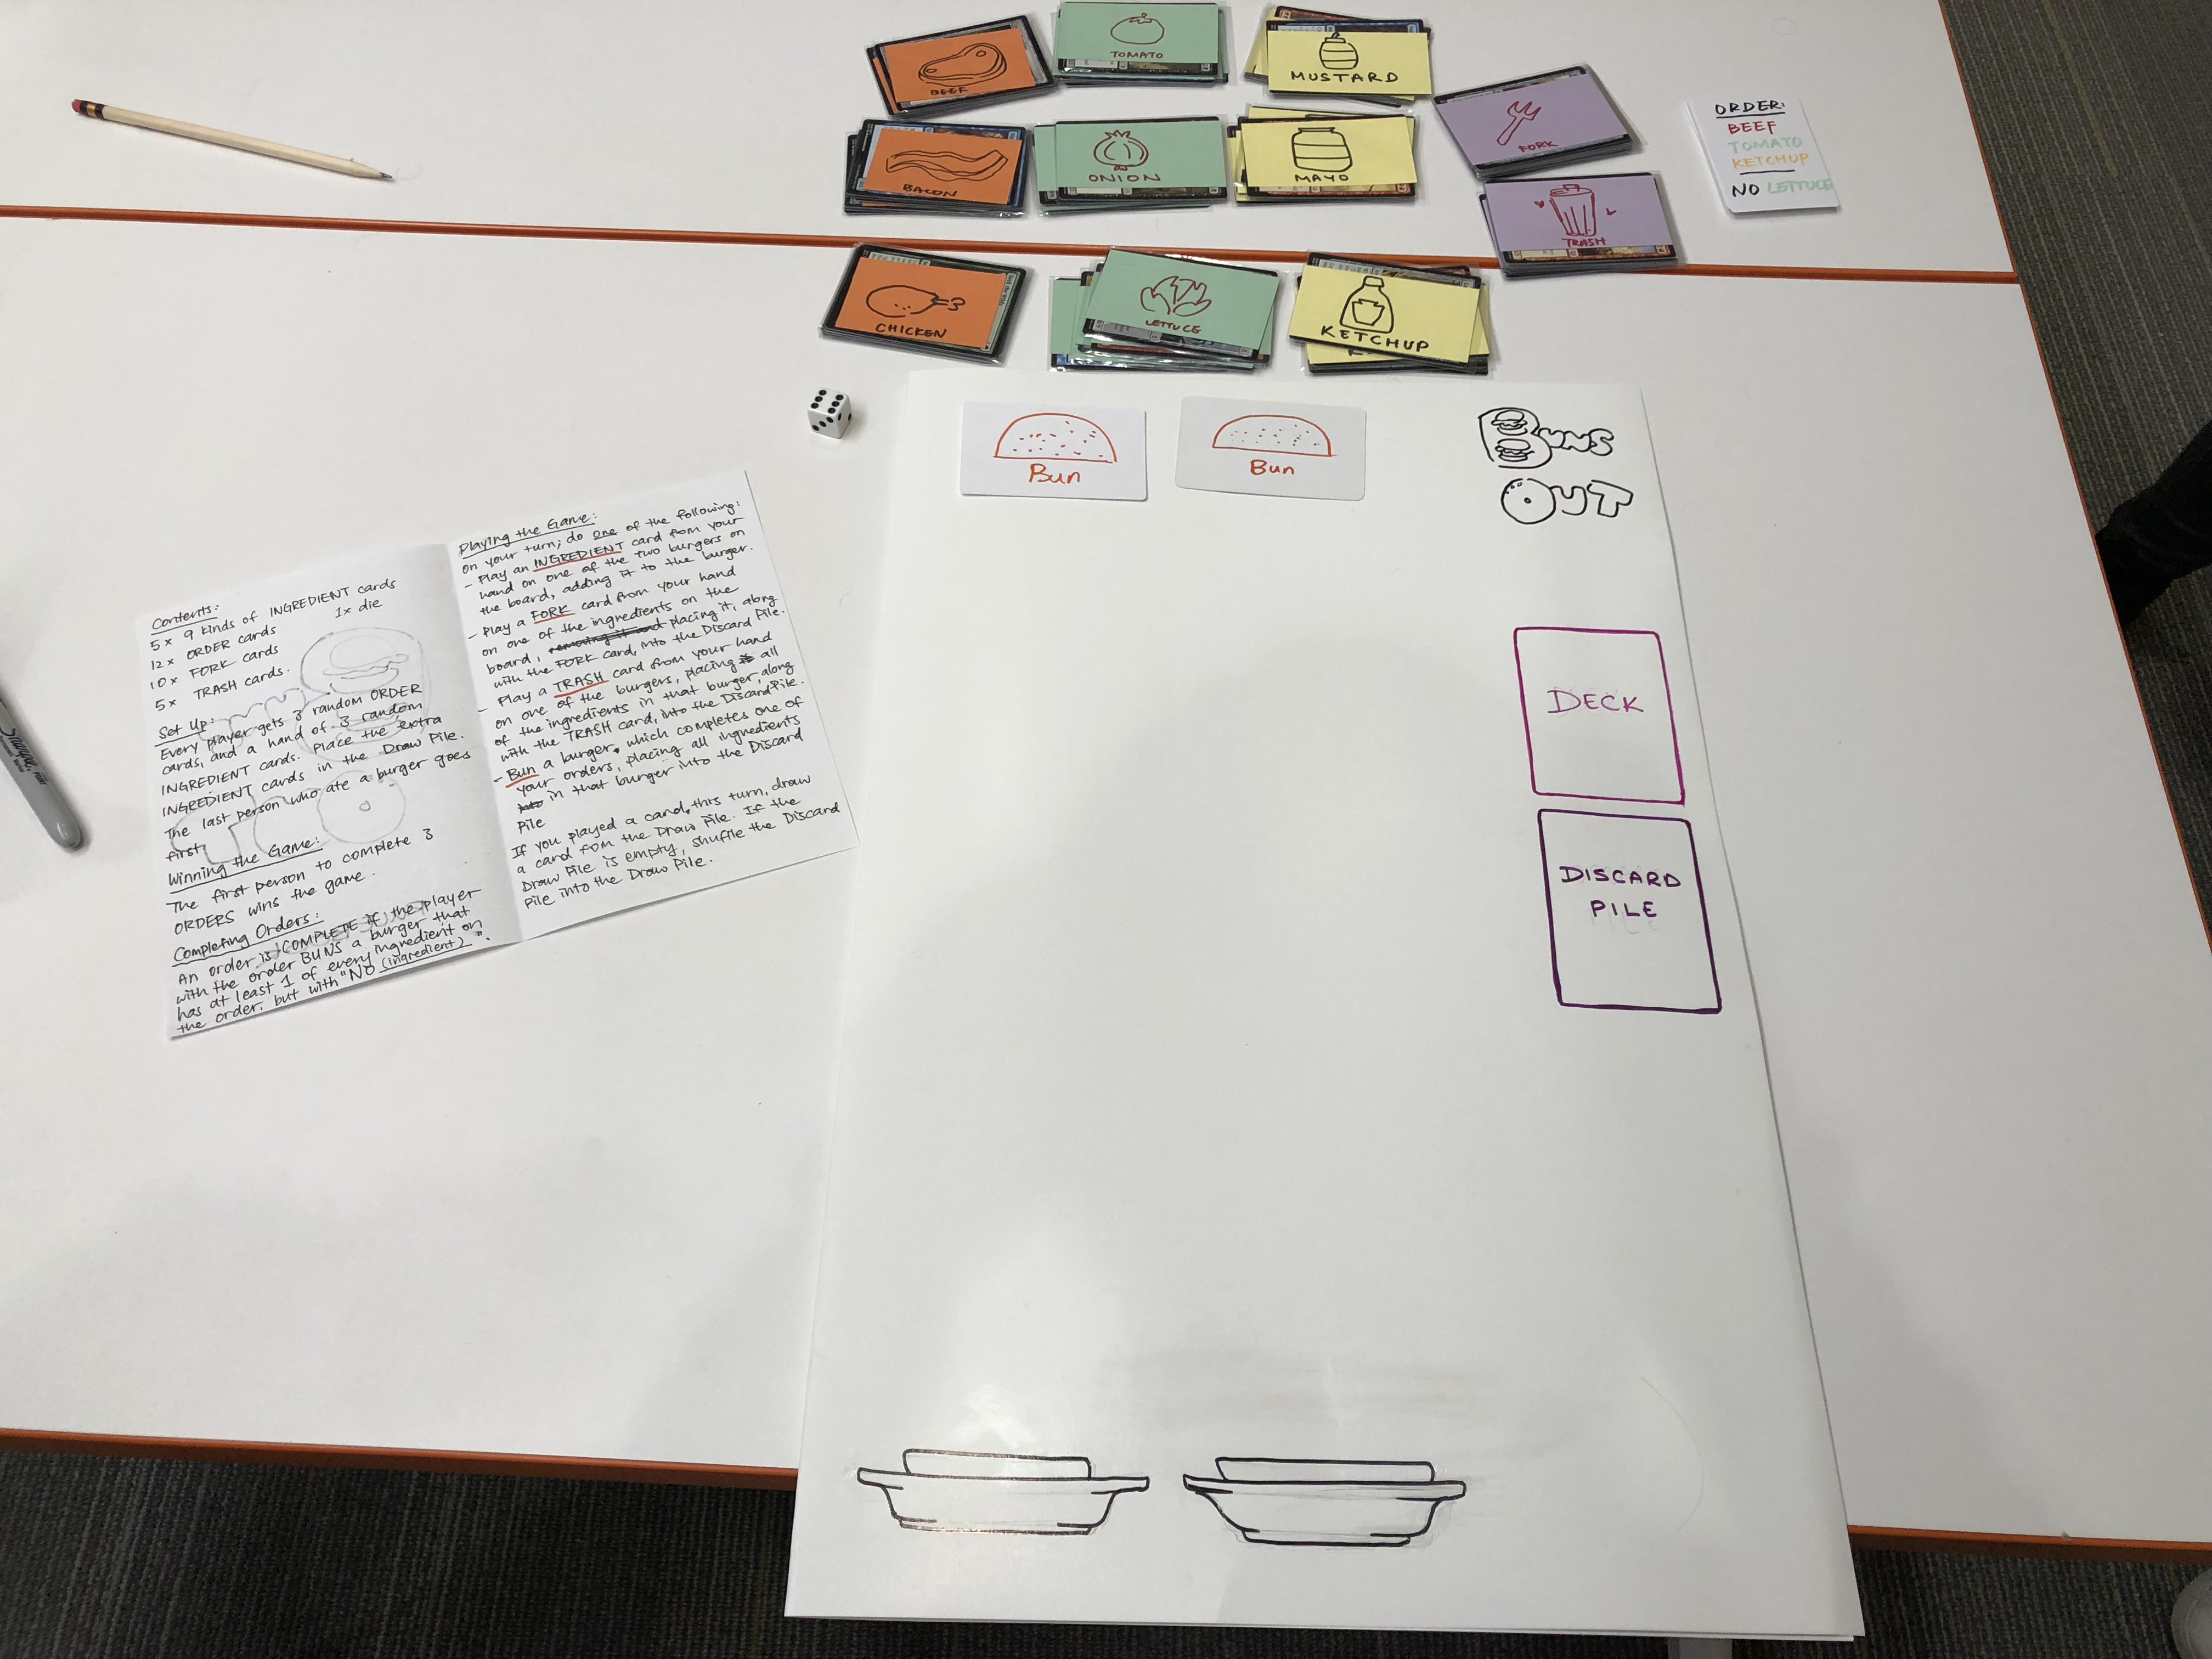 BEEF
TOMATO
MUSTARD
BACON
ONION
MAYO
FORK
TRASH
ORDER:
BEEF
TOMATO
KETCHUP
NO LETTUCE
CHICKEN
LETTUCE
KETCHUP
Bun
Bun
BUNS
OUT
DECK
DISCARD
PILE
Contents:
5x 9 kinds of INGREDIENT cards
12x ORDER cards 1x die
10x FORK cards
5x TRASH cards.
Set Up:
Every player gets 3 random ORDER
cards, and a hand of 3 random
INGREDIENT cards. Place the extra
INGREDIENT cards in the Draw Pile.
The last person who ate a burger goes
first.
Winning the Game:
The first person to complete 3
ORDERS wins the game.
Completing Orders:
An order is COMPLETE if the player
with the order BUNS a burger that
has at least 1 of every ingredient on
the order, but with "NO (ingredient)".
Playing the Game:
on your turn, do one of the following:
- Play an INGREDIENT card from your
hand on one of the two burgers on
the board, adding it to the burger.
- Play a FORK card from your hand
on one of the ingredients on the
board, removing it and placing it, along
with the FORK card, into the Discard Pile.
- Play a TRASH card from your hand
on one of the burgers, placing all
of the ingredients in that burger, along
with the TRASH card, into the Discard Pile.
- Bun a burger, which completes one of
your orders, placing all ingredients
in that burger into the Discard
Pile
If you played a card, this turn, draw
a card from the Draw Pile. If the
Draw Pile is empty, shuffle the Discard
Pile into the Draw Pile.